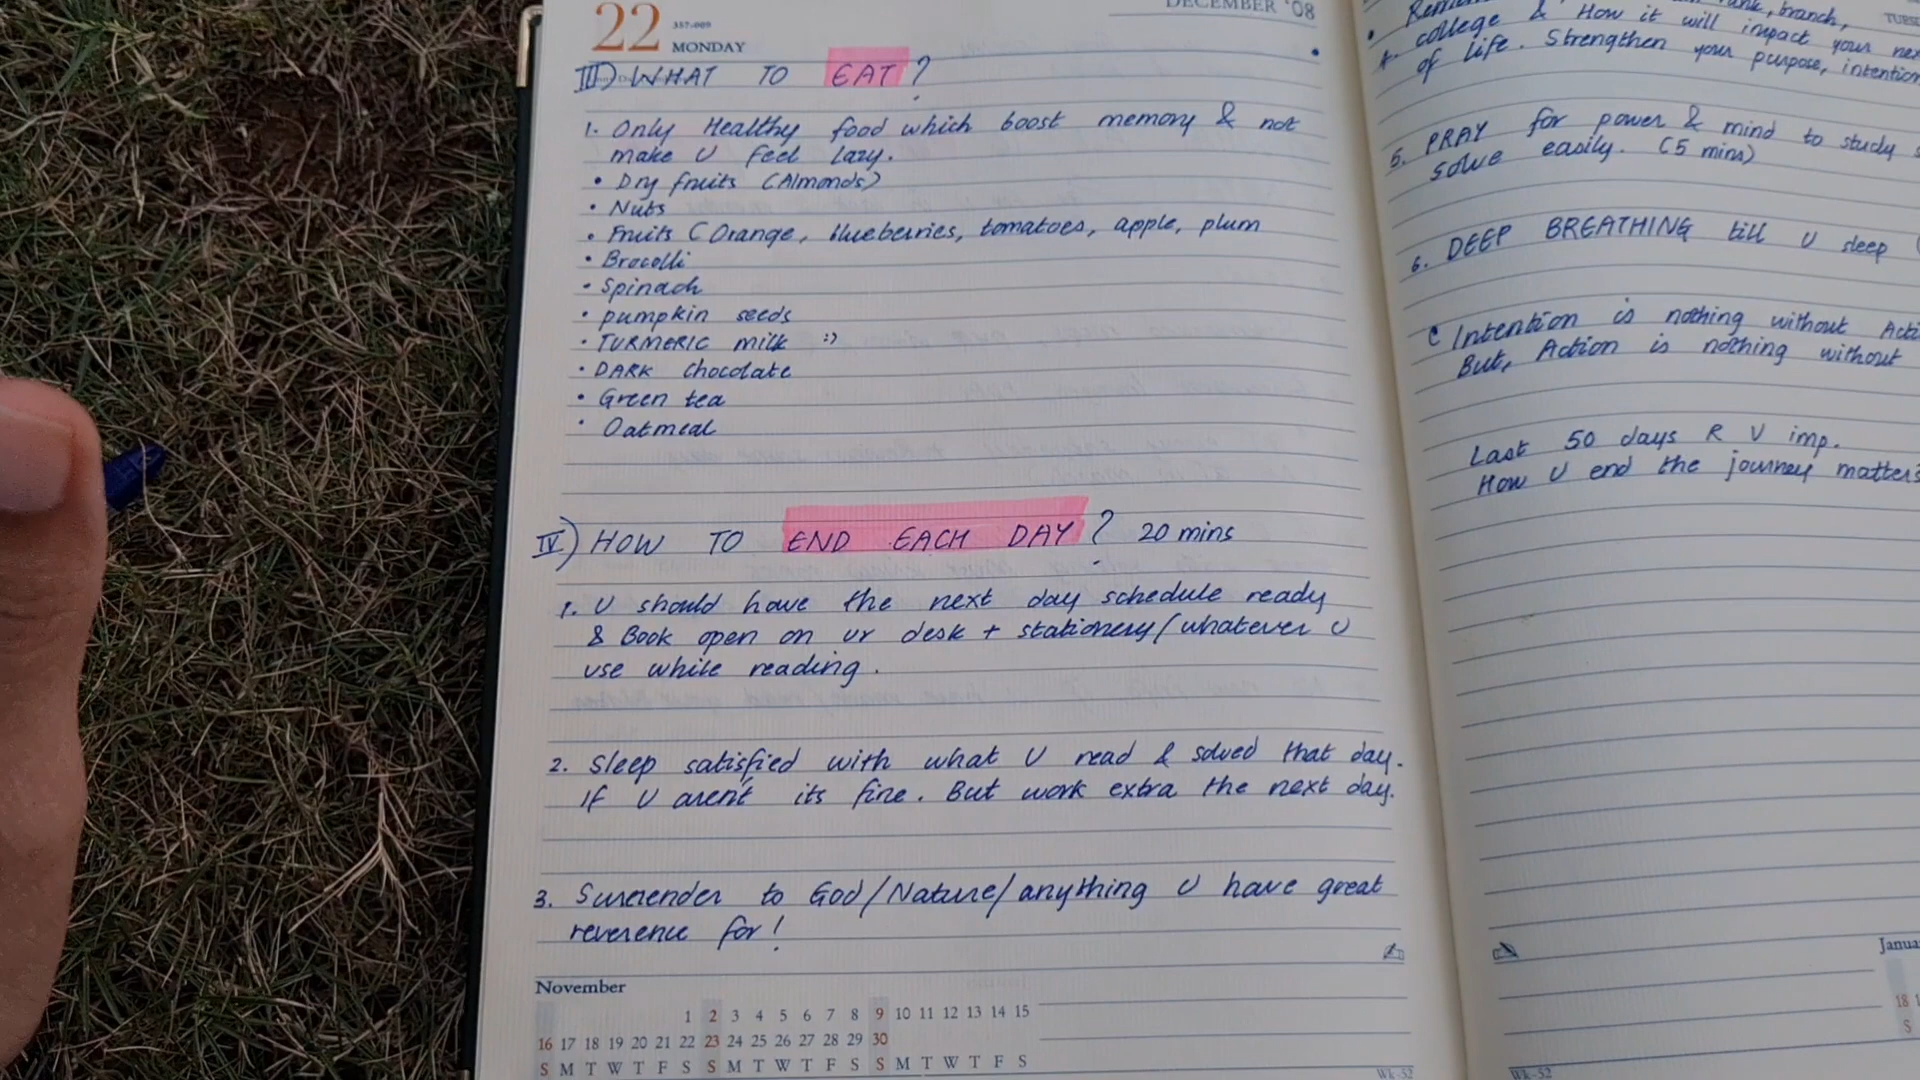 22
357-009
MONDAY
DECEMBER '08
III) WHAT TO EAT?
1. Only Healthy food which boost memory & not
make U feel Lazy.
• Dry fruits (Almonds)
• Nuts
• Fruits (Orange, blueberries, tomatoes, apple, plum
• Brocolli
• Spinach
• pumpkin seeds
• TURMERIC milk :)
• DARK chocolate
• Green tea
• Oatmeal
IV) HOW TO END EACH DAY? 20 mins
1. U should have the next day schedule ready
& Book open on ur desk + stationery/whatever U
use while reading.
2. Sleep satisfied with what U read & solved that day.
If U aren't its fine. But work extra the next day.
3. Surrender to God/Nature/anything U have great
reverence for!
November
1 2 3 4 5 6 7 8 9 10 11 12 13 14 15
16 17 18 19 20 21 22 23 24 25 26 27 28 29 30
S M T W T F S S M T W T F S S M T W T F S
Wk-52
branch,
college & How it will impact your
of life. Strengthen your purpose, intention
5. PRAY for power & mind to study
solve easily. (5 mins)
6. DEEP BREATHING till U sleep
Intention is nothing without
But, Action is nothing without
Last 50 days R V imp.
How U end the journey matters
18
S
Wk-52